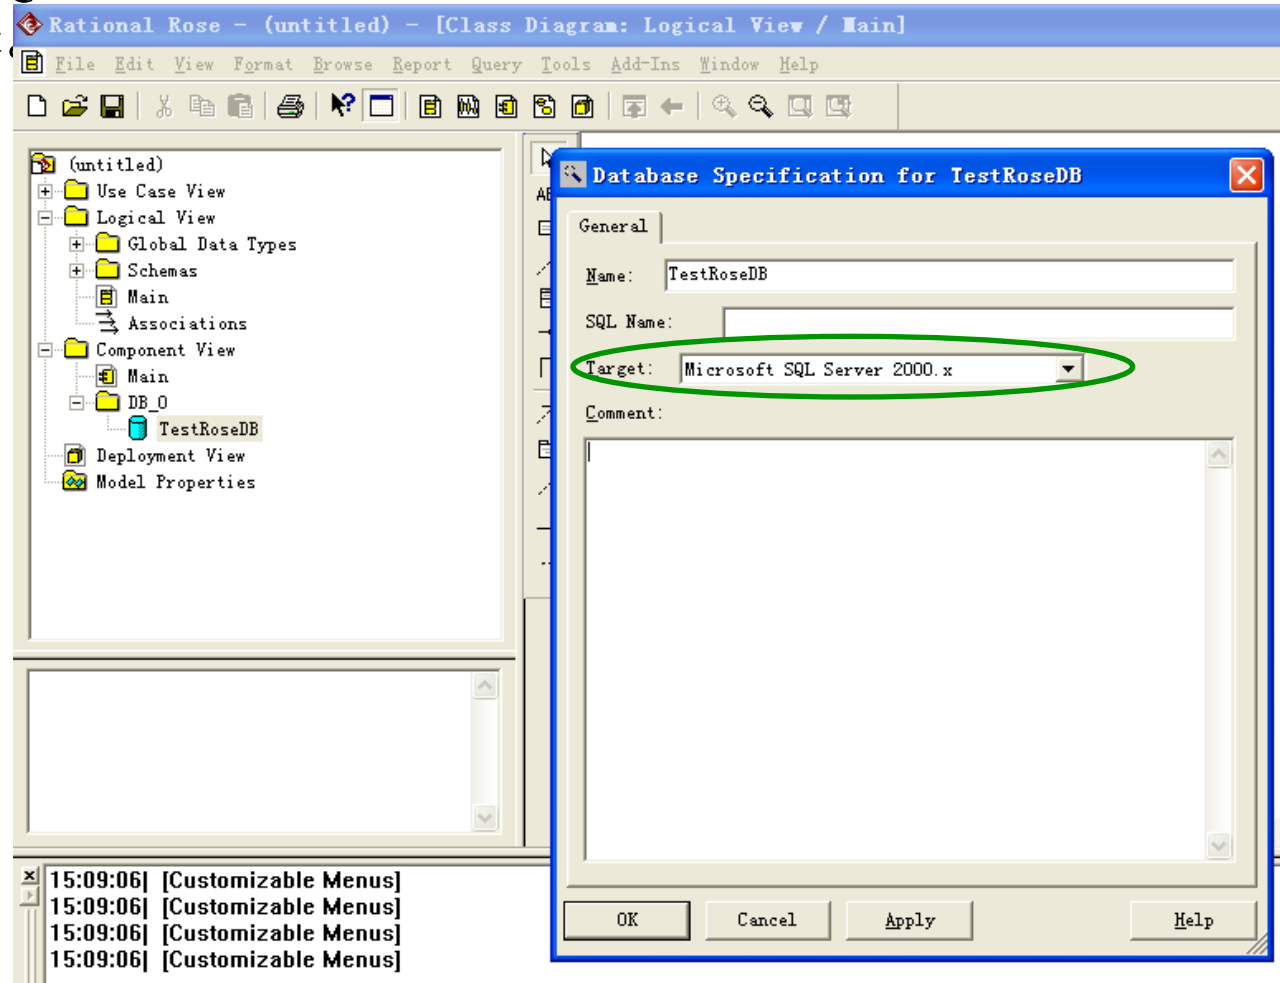 Rational Rose - (untitled) - [Class Diagram: Logical View / Main]
File Edit View Format Browse Report Query Tools Add-Ins Window Help
(untitled)
Use Case View
Logical View
Global Data Types
Schemas
Main
Associations
Component View
Main
DB_0
TestRoseDB
Deployment View
Model Properties
Database Specification for TestRoseDB
General
Name: TestRoseDB
SQL Name:
Target: Microsoft SQL Server 2000.x
Comment:
OK Cancel Apply Help
15:09:06| [Customizable Menus]
15:09:06| [Customizable Menus]
15:09:06| [Customizable Menus]
15:09:06| [Customizable Menus]